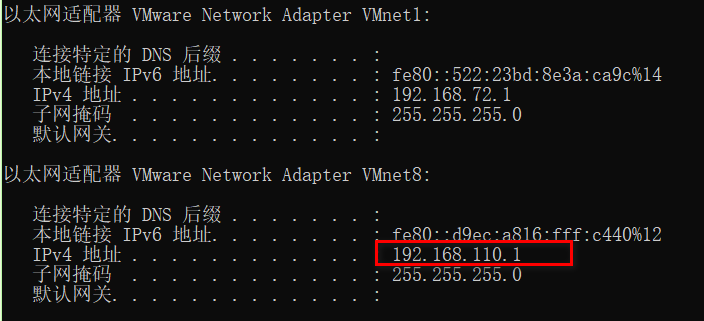 以太网适配器 VMware Network Adapter VMnet1:
连接特定的 DNS 后缀 . . . . . . . :
本地链接 IPv6 地址. . . . . . . . : fe80::522:23bd:8e3a:ca9c%14
IPv4 地址 . . . . . . . . . . . . : 192.168.72.1
子网掩码 . . . . . . . . . . . . : 255.255.255.0
默认网关. . . . . . . . . . . . . :
以太网适配器 VMware Network Adapter VMnet8:
连接特定的 DNS 后缀 . . . . . . . :
本地链接 IPv6 地址. . . . . . . . : fe80::d9ec:a816:fff:c440%12
IPv4 地址 . . . . . . . . . . . . : 192.168.110.1
子网掩码 . . . . . . . . . . . . : 255.255.255.0
默认网关. . . . . . . . . . . . . :